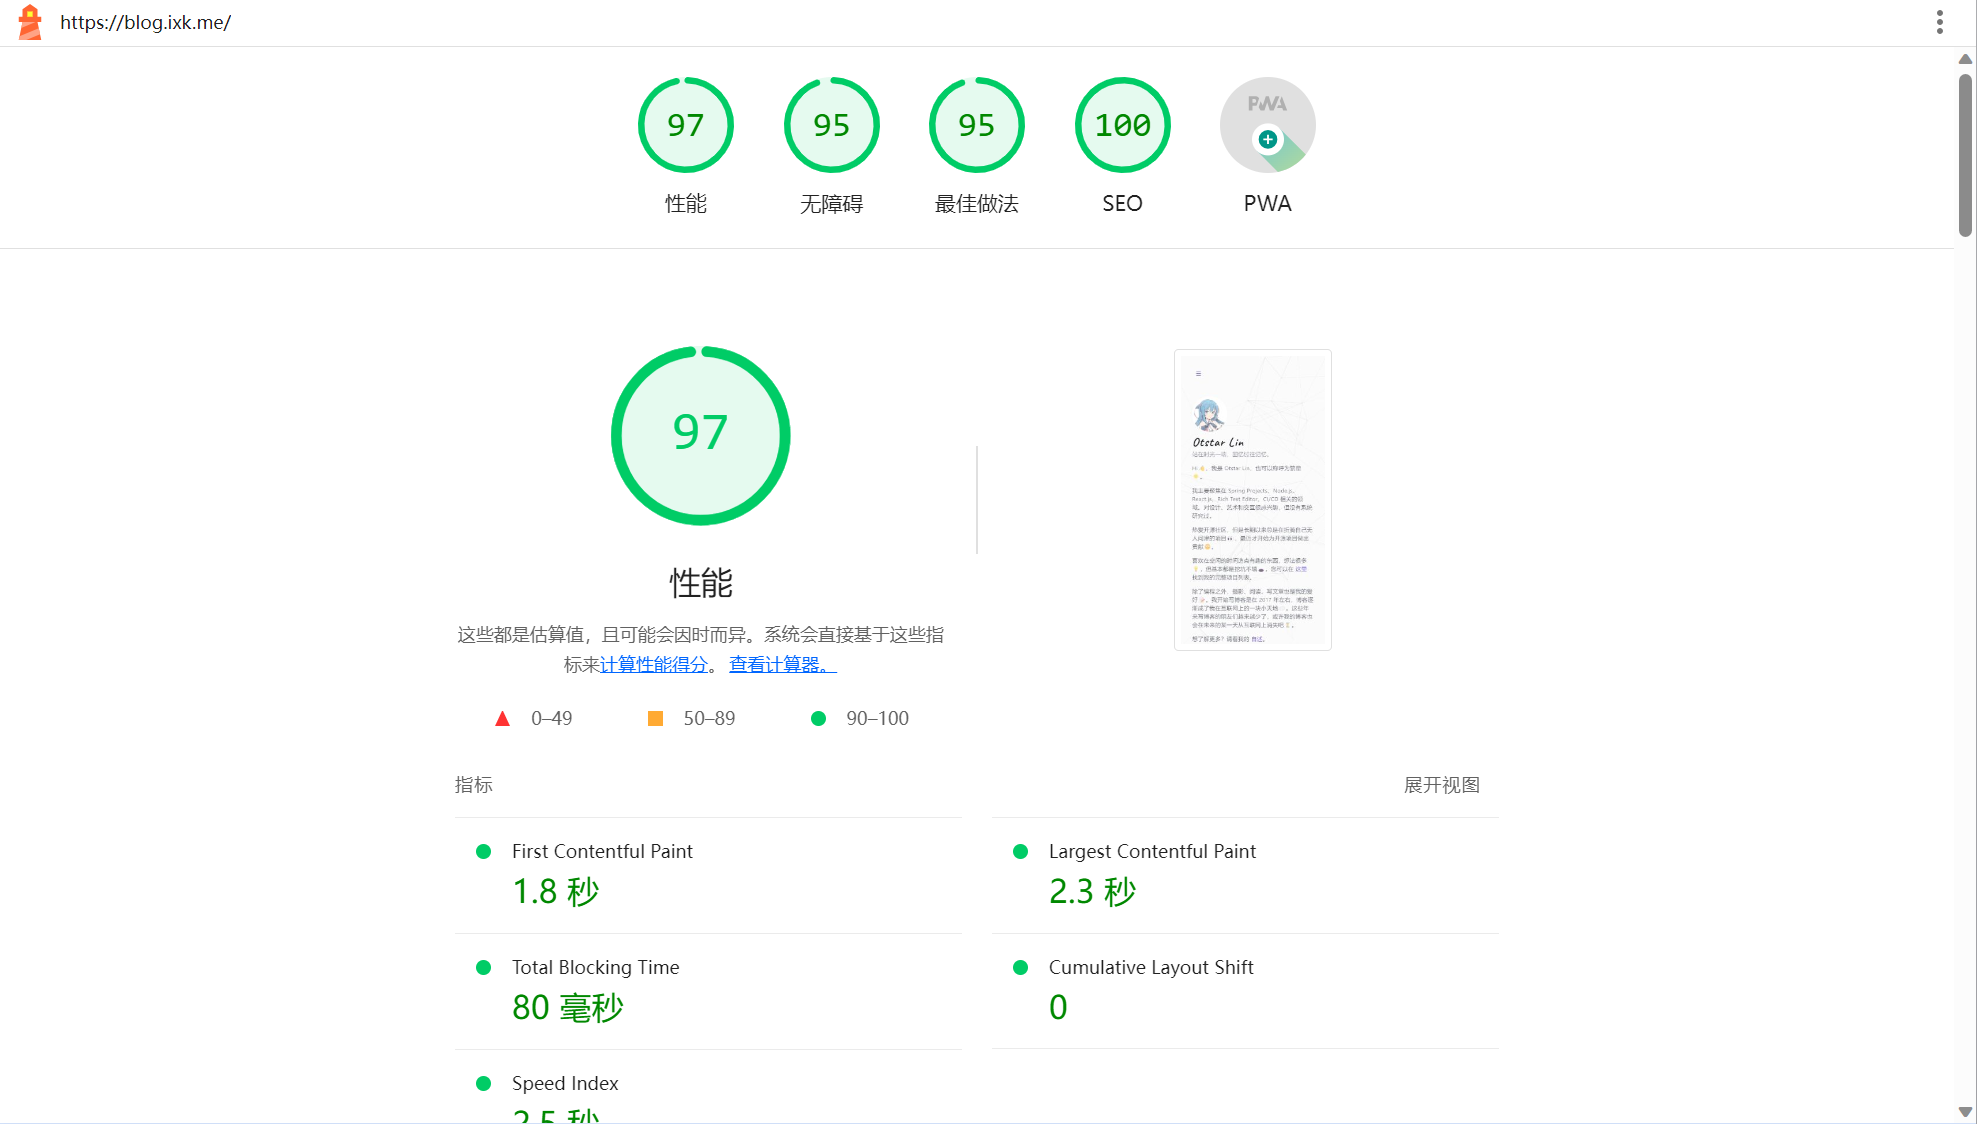 https://blog.ixk.me/
97
95
95
100
PWA
性能
无障碍
最佳做法
SEO
PWA
97
性能
这些都是估算值，且可能会因时而异。系统会直接基于这些指
标来计算性能得分。 查看计算器。
0–49
50–89
90–100
Otstar Lin
指标
展开视图
First Contentful Paint
1.8 秒
Largest Contentful Paint
2.3 秒
Total Blocking Time
80 毫秒
Cumulative Layout Shift
0
Speed Index
2.5 秒